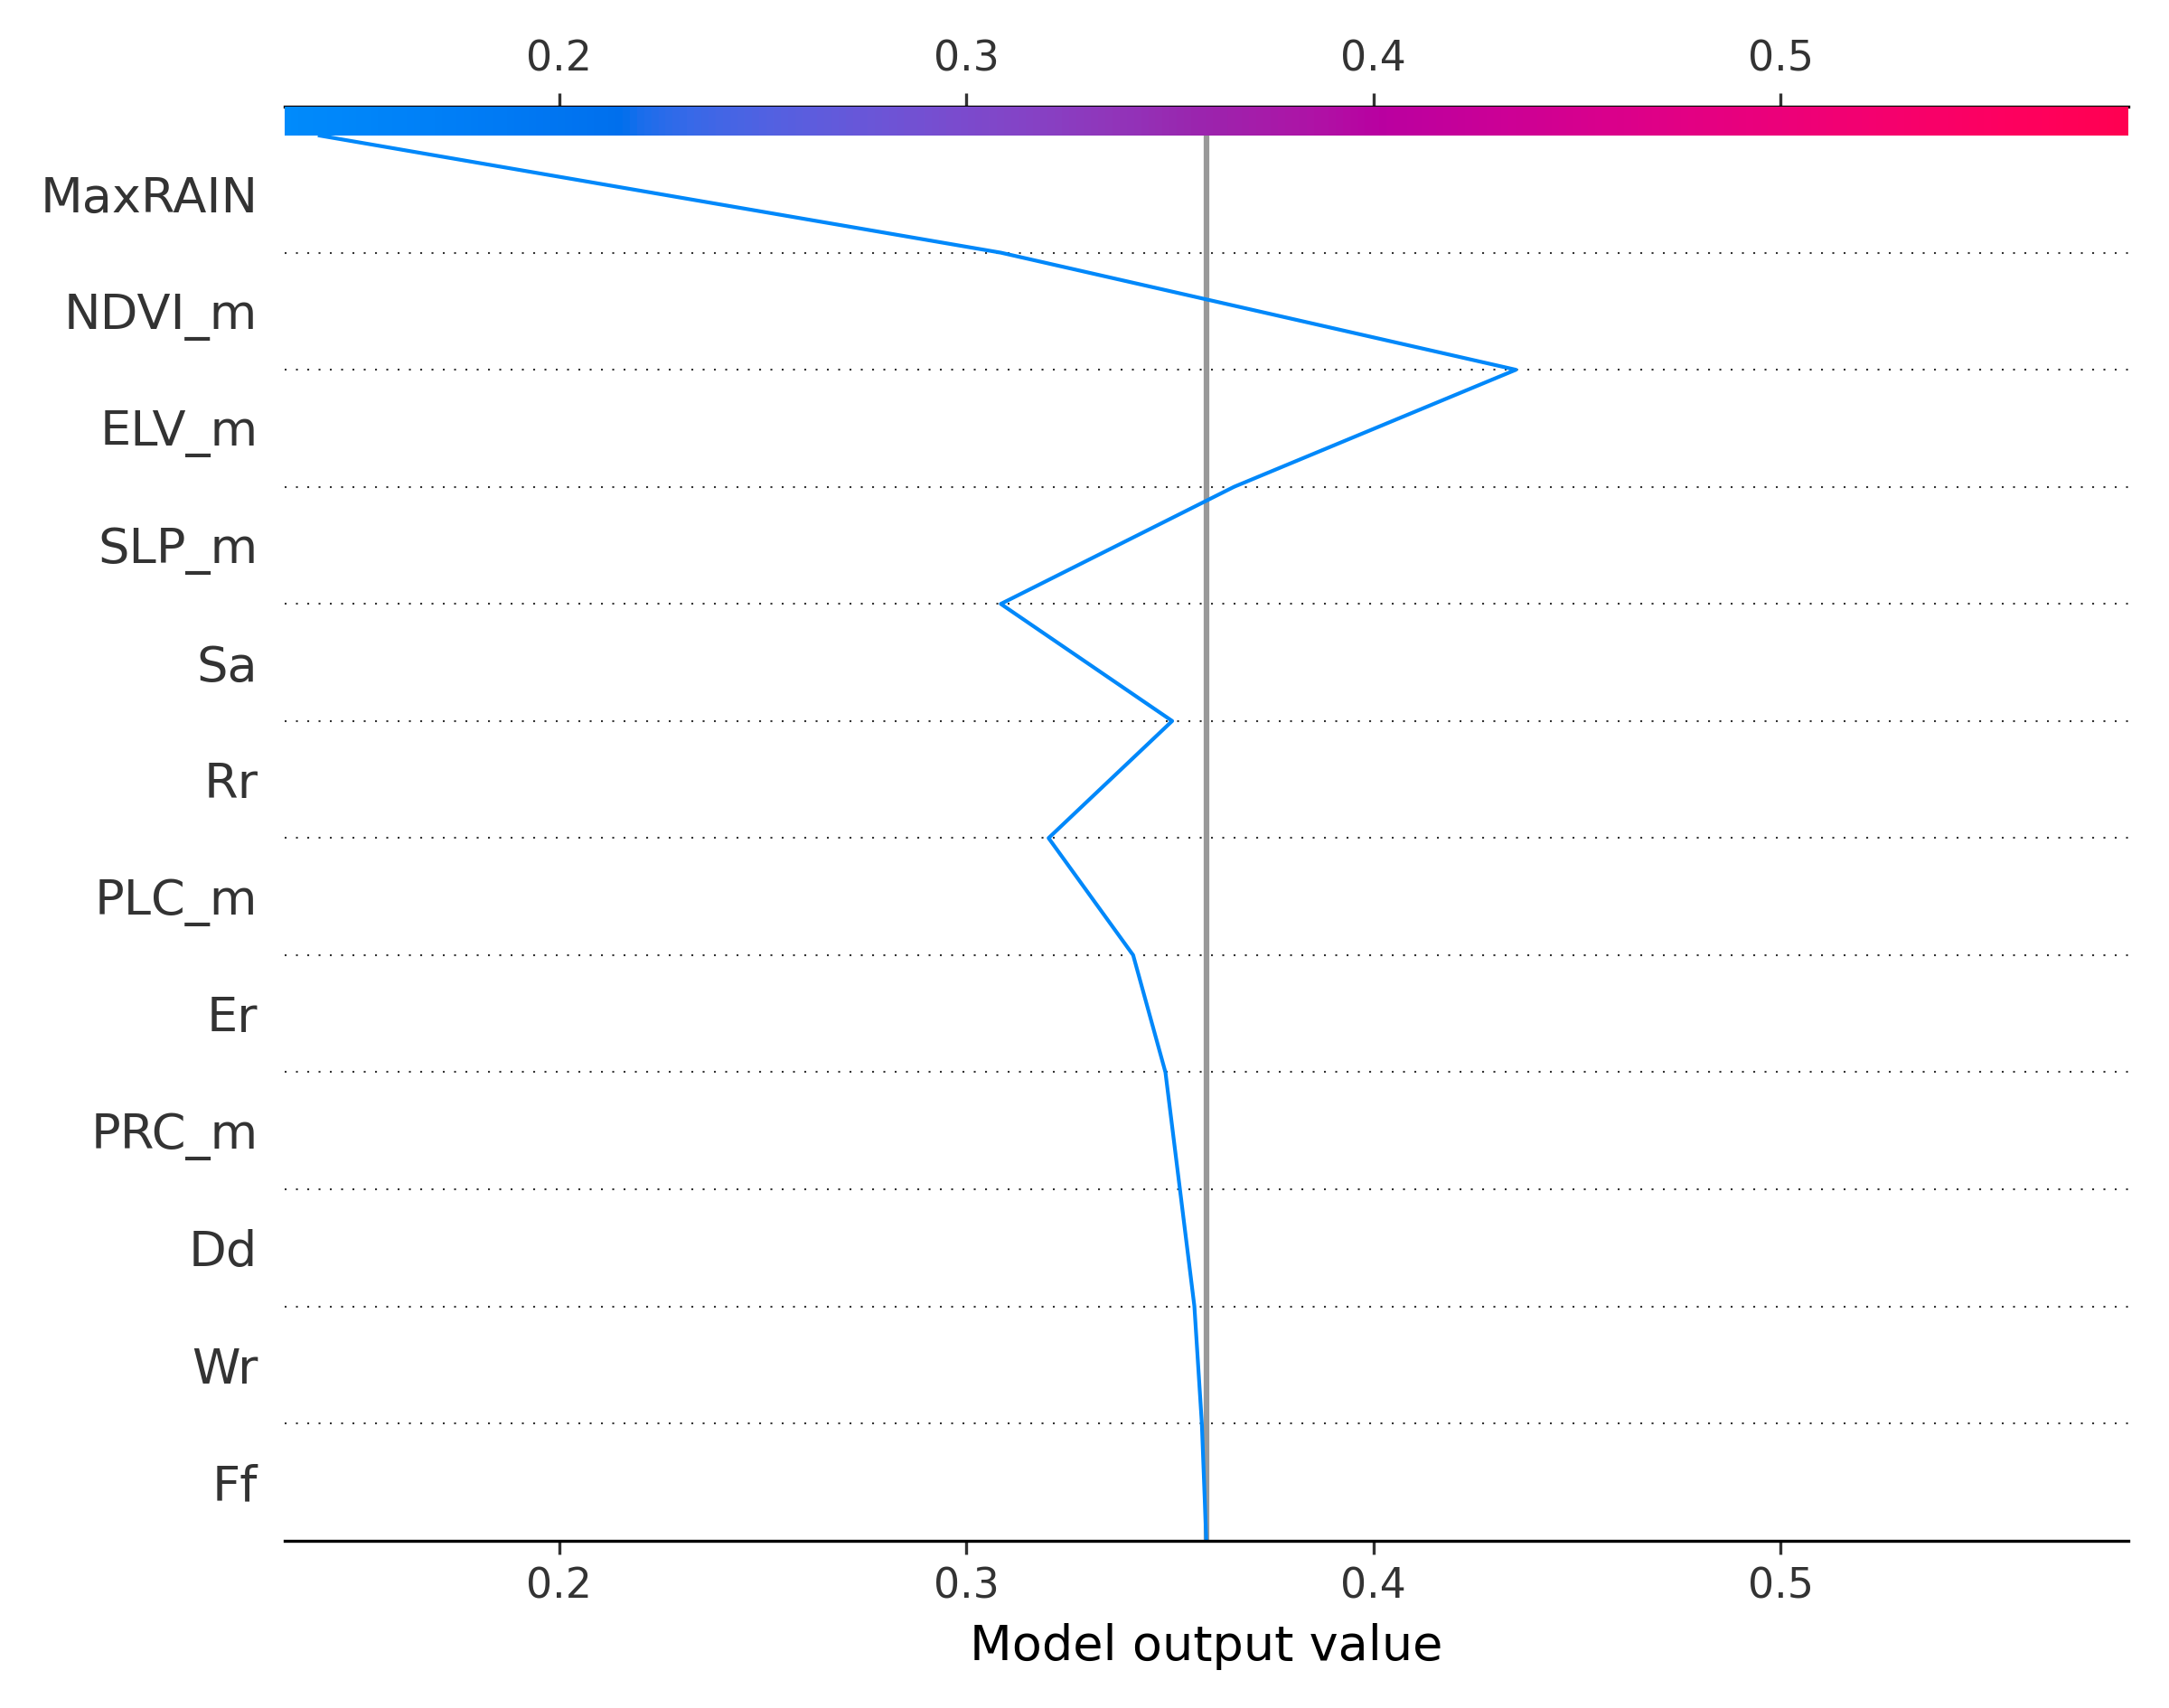 0.2 0.3 0.4 0.5
MaxRAIN
NDVI_m
ELV_m
SLP_m
Sa
Rr
PLC_m
Er
PRC_m
Dd
Wr
Ff
0.2 0.3 0.4 0.5
Model output value